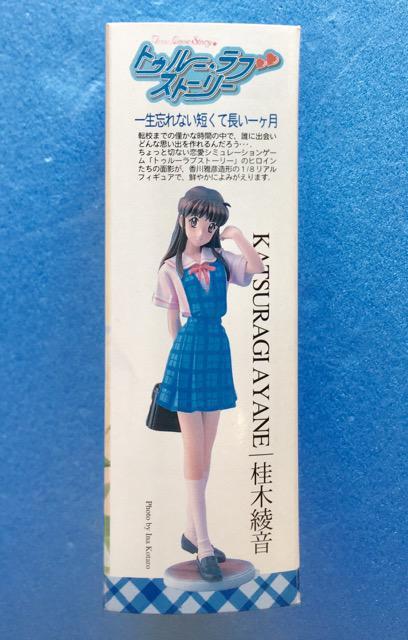 True Love Story
トゥルー・ラブ
ストーリー
一生忘れない短くて長い一ヶ月
転校までの僅かな時間の中で、誰に出会い
どんな思い出を作れるんだろう･･･。
ちょっと切ない恋愛シミュレーションゲー
ム「トゥルーラブストーリー」のヒロイン
たちの面影が、香川雅彦造形の1/8リアル
フィギュアで、鮮やかによみがえります.
KATSURAGI AYANE｜桂木綾音
Photo by Ina Kotaro